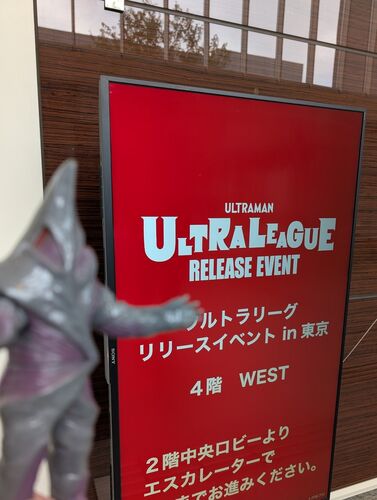 ULTRAMAN
ULTRALEAGUE
RELEASE EVENT
ウルトラリーグ
リリースイベント in 東京
4階 WEST
2階中央ロビーより
エスカレーターで
までお進みください。
SONY